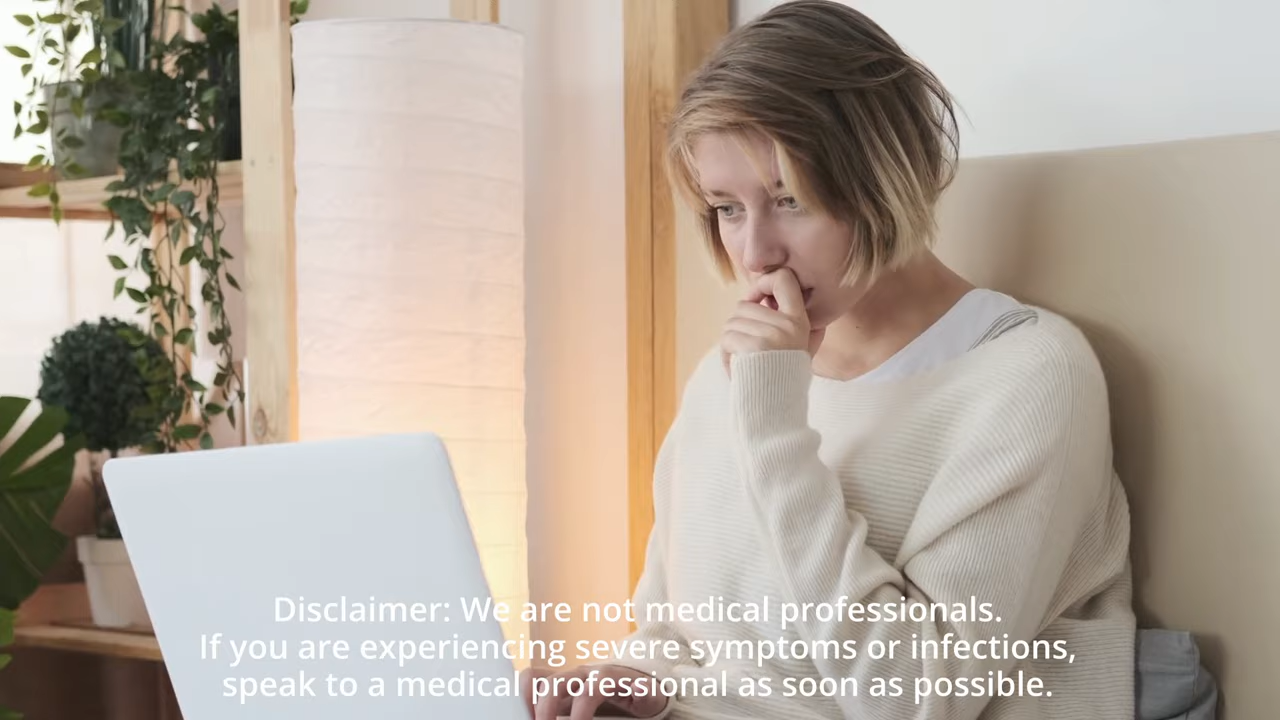 Disclaimer: We are not medical professionals.
If you are experiencing severe symptoms or infections,
speak to a medical professional as soon as possible.